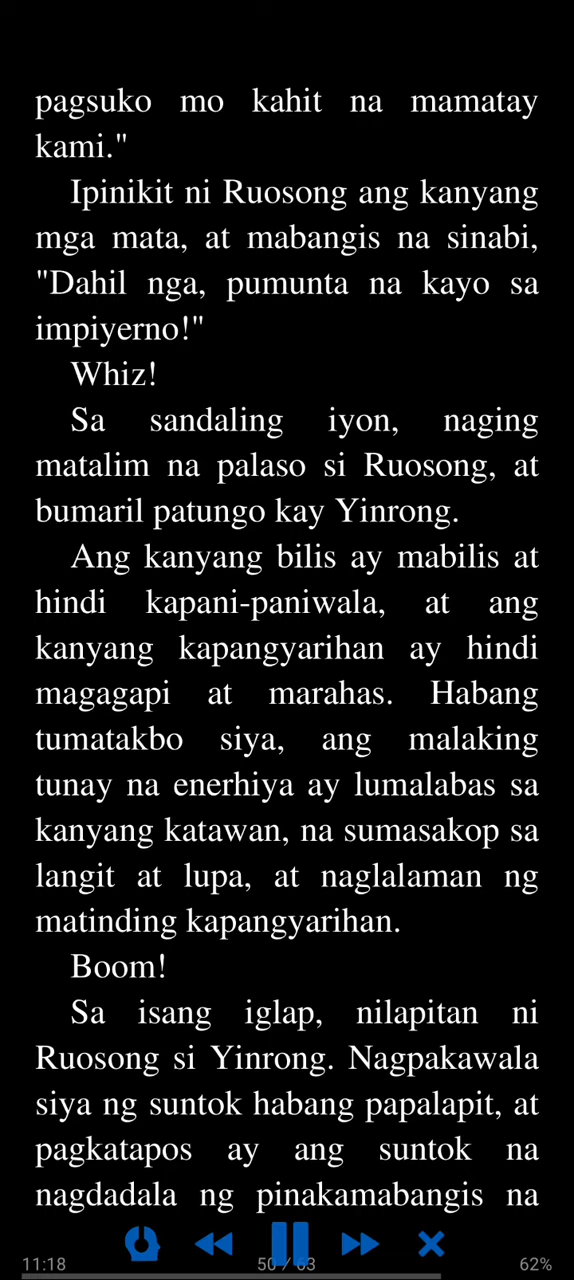 pagsuko mo kahit na mamatay
kami."
Ipinikit ni Ruosong ang kanyang
mga mata, at mabangis na sinabi,
"Dahil nga, pumunta na kayo sa
impiyerno!"
Whiz!
Sa sandaling iyon, naging
matalim na palaso si Ruosong, at
bumaril patungo kay Yinrong.
Ang kanyang bilis ay mabilis at
hindi kapani-paniwala, at ang
kanyang kapangyarihan ay hindi
magagapi at marahas. Habang
tumatakbo siya, ang malaking
tunay na enerhiya ay lumalabas sa
kanyang katawan, na sumasakop sa
langit at lupa, at naglalaman ng
matinding kapangyarihan.
Boom!
Sa isang iglap, nilapitan ni
Ruosong si Yinrong. Nagpakawala
siya ng suntok habang papalapit, at
pagkatapos ay ang suntok na
nagdadala ng pinakamabangis na
11:18 50 / 63 62%